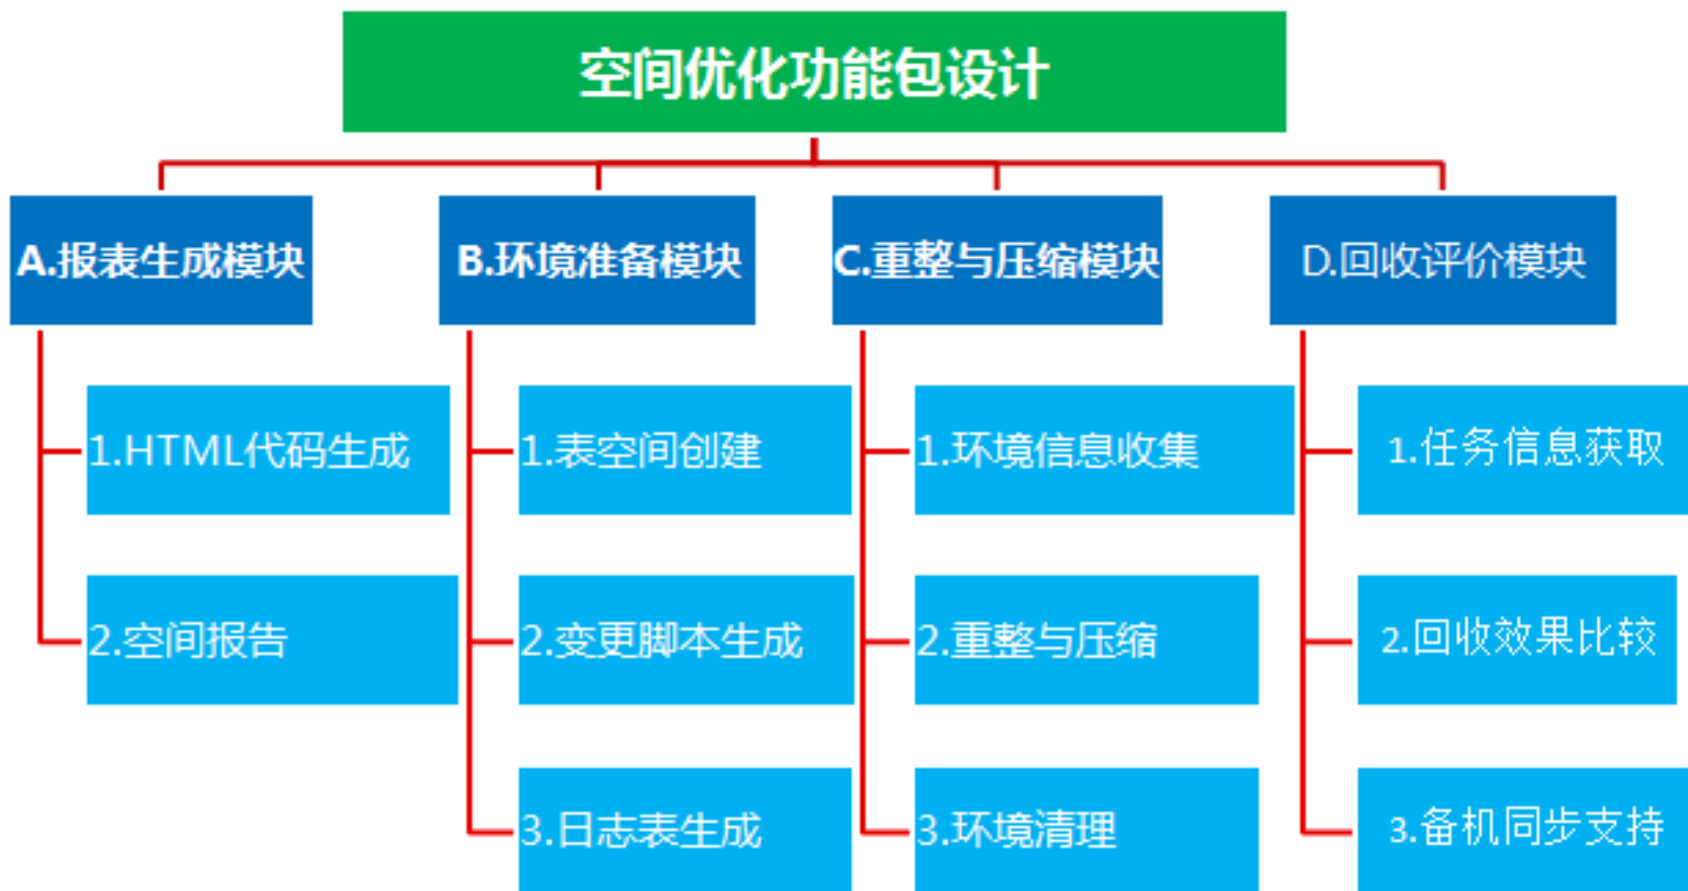 空间优化功能包设计
A.报表生成模块
B.环境准备模块
C.重整与压缩模块
D.回收评价模块
1.HTML代码生成
1.表空间创建
1.环境信息收集
1.任务信息获取
2.空间报告
2.变更脚本生成
2.重整与压缩
2.回收效果比较
3.日志表生成
3.环境清理
3.备机同步支持